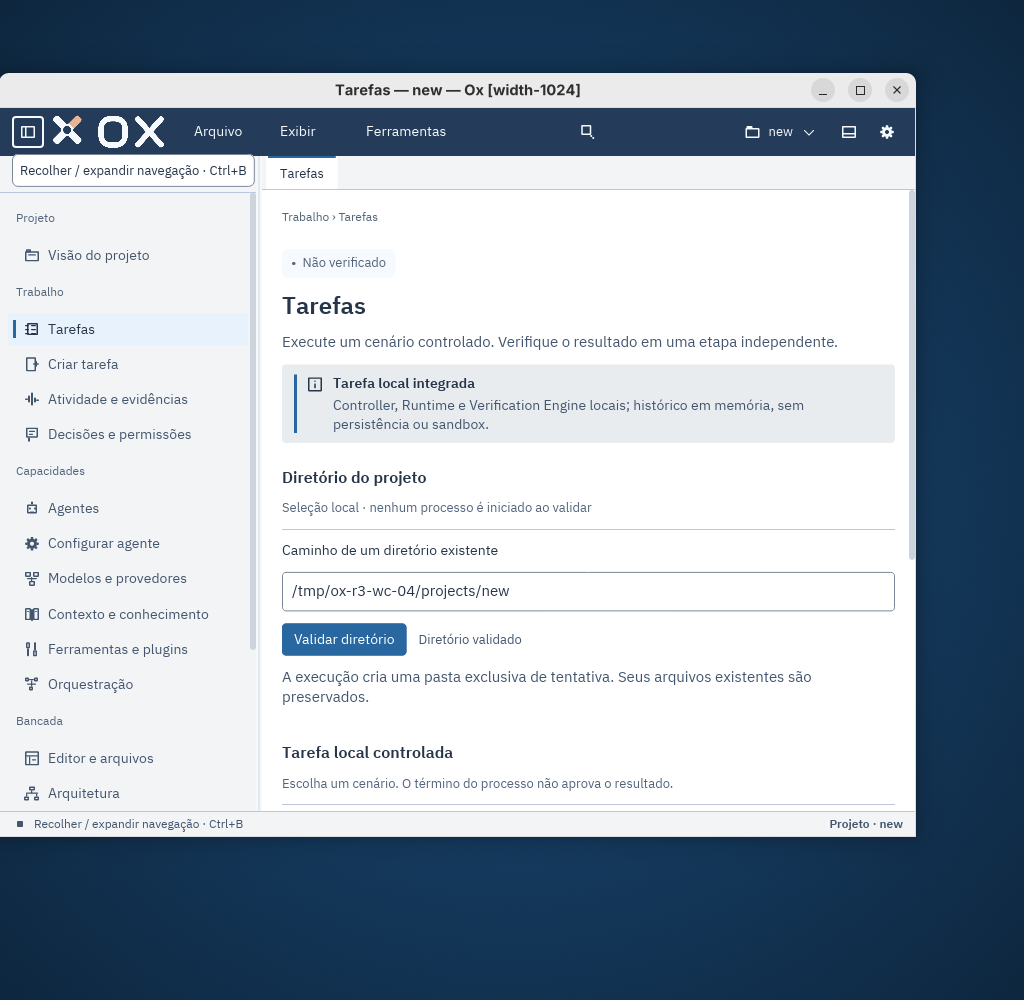 Tarefas — new — Ox [width-1024]
OX
Arquivo
Exibir
Ferramentas
new
Recolher / expandir navegação · Ctrl+B
Tarefas
Projeto
Visão do projeto
Trabalho
Tarefas
Criar tarefa
Atividade e evidências
Decisões e permissões
Capacidades
Agentes
Configurar agente
Modelos e provedores
Contexto e conhecimento
Ferramentas e plugins
Orquestração
Bancada
Editor e arquivos
Arquitetura
Trabalho › Tarefas
• Não verificado
Tarefas
Execute um cenário controlado. Verifique o resultado em uma etapa independente.
Tarefa local integrada
Controller, Runtime e Verification Engine locais; histórico em memória, sem
persistência ou sandbox.
Diretório do projeto
Seleção local · nenhum processo é iniciado ao validar
Caminho de um diretório existente
/tmp/ox-r3-wc-04/projects/new
Validar diretório
Diretório validado
A execução cria uma pasta exclusiva de tentativa. Seus arquivos existentes são
preservados.
Tarefa local controlada
Escolha um cenário. O término do processo não aprova o resultado.
Recolher / expandir navegação · Ctrl+B
Projeto · new